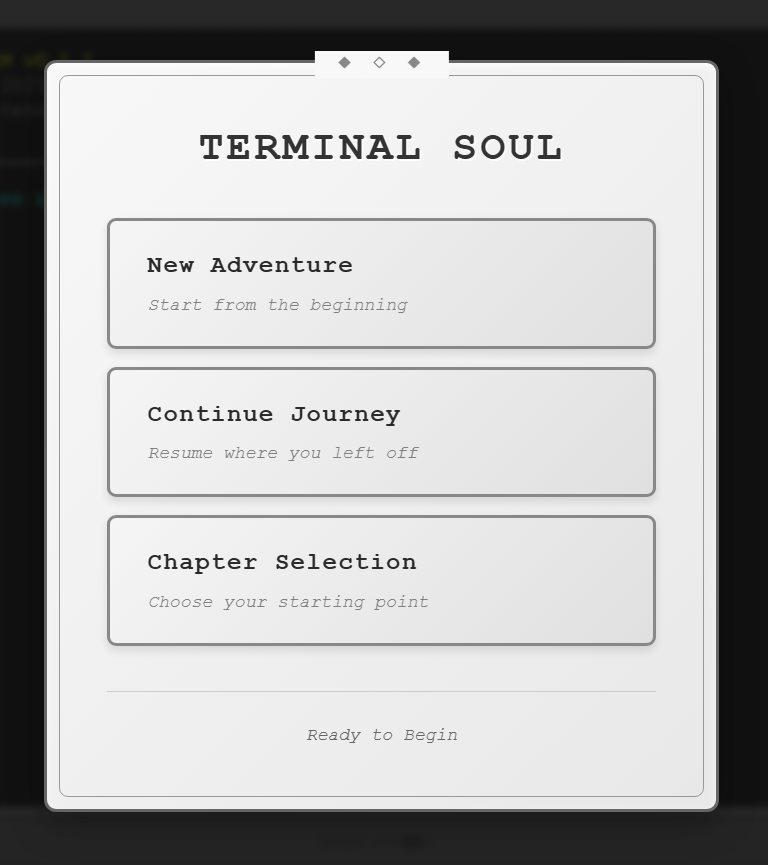 TERMINAL SOUL
New Adventure
Start from the beginning
Continue Journey
Resume where you left off
Chapter Selection
Choose your starting point
Ready to Begin